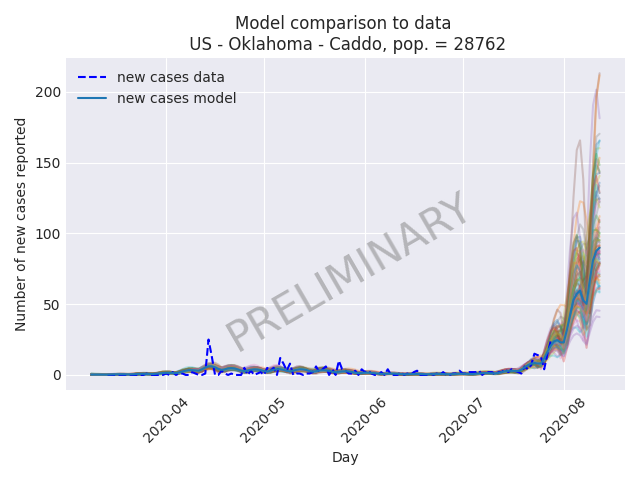 Model comparison to data
US - Oklahoma - Caddo, pop. = 28762
new cases data
new cases model
PRELIMINARY
Number of new cases reported
200
150
100
50
0
2020-04
2020-05
2020-06
2020-07
2020-08
Day